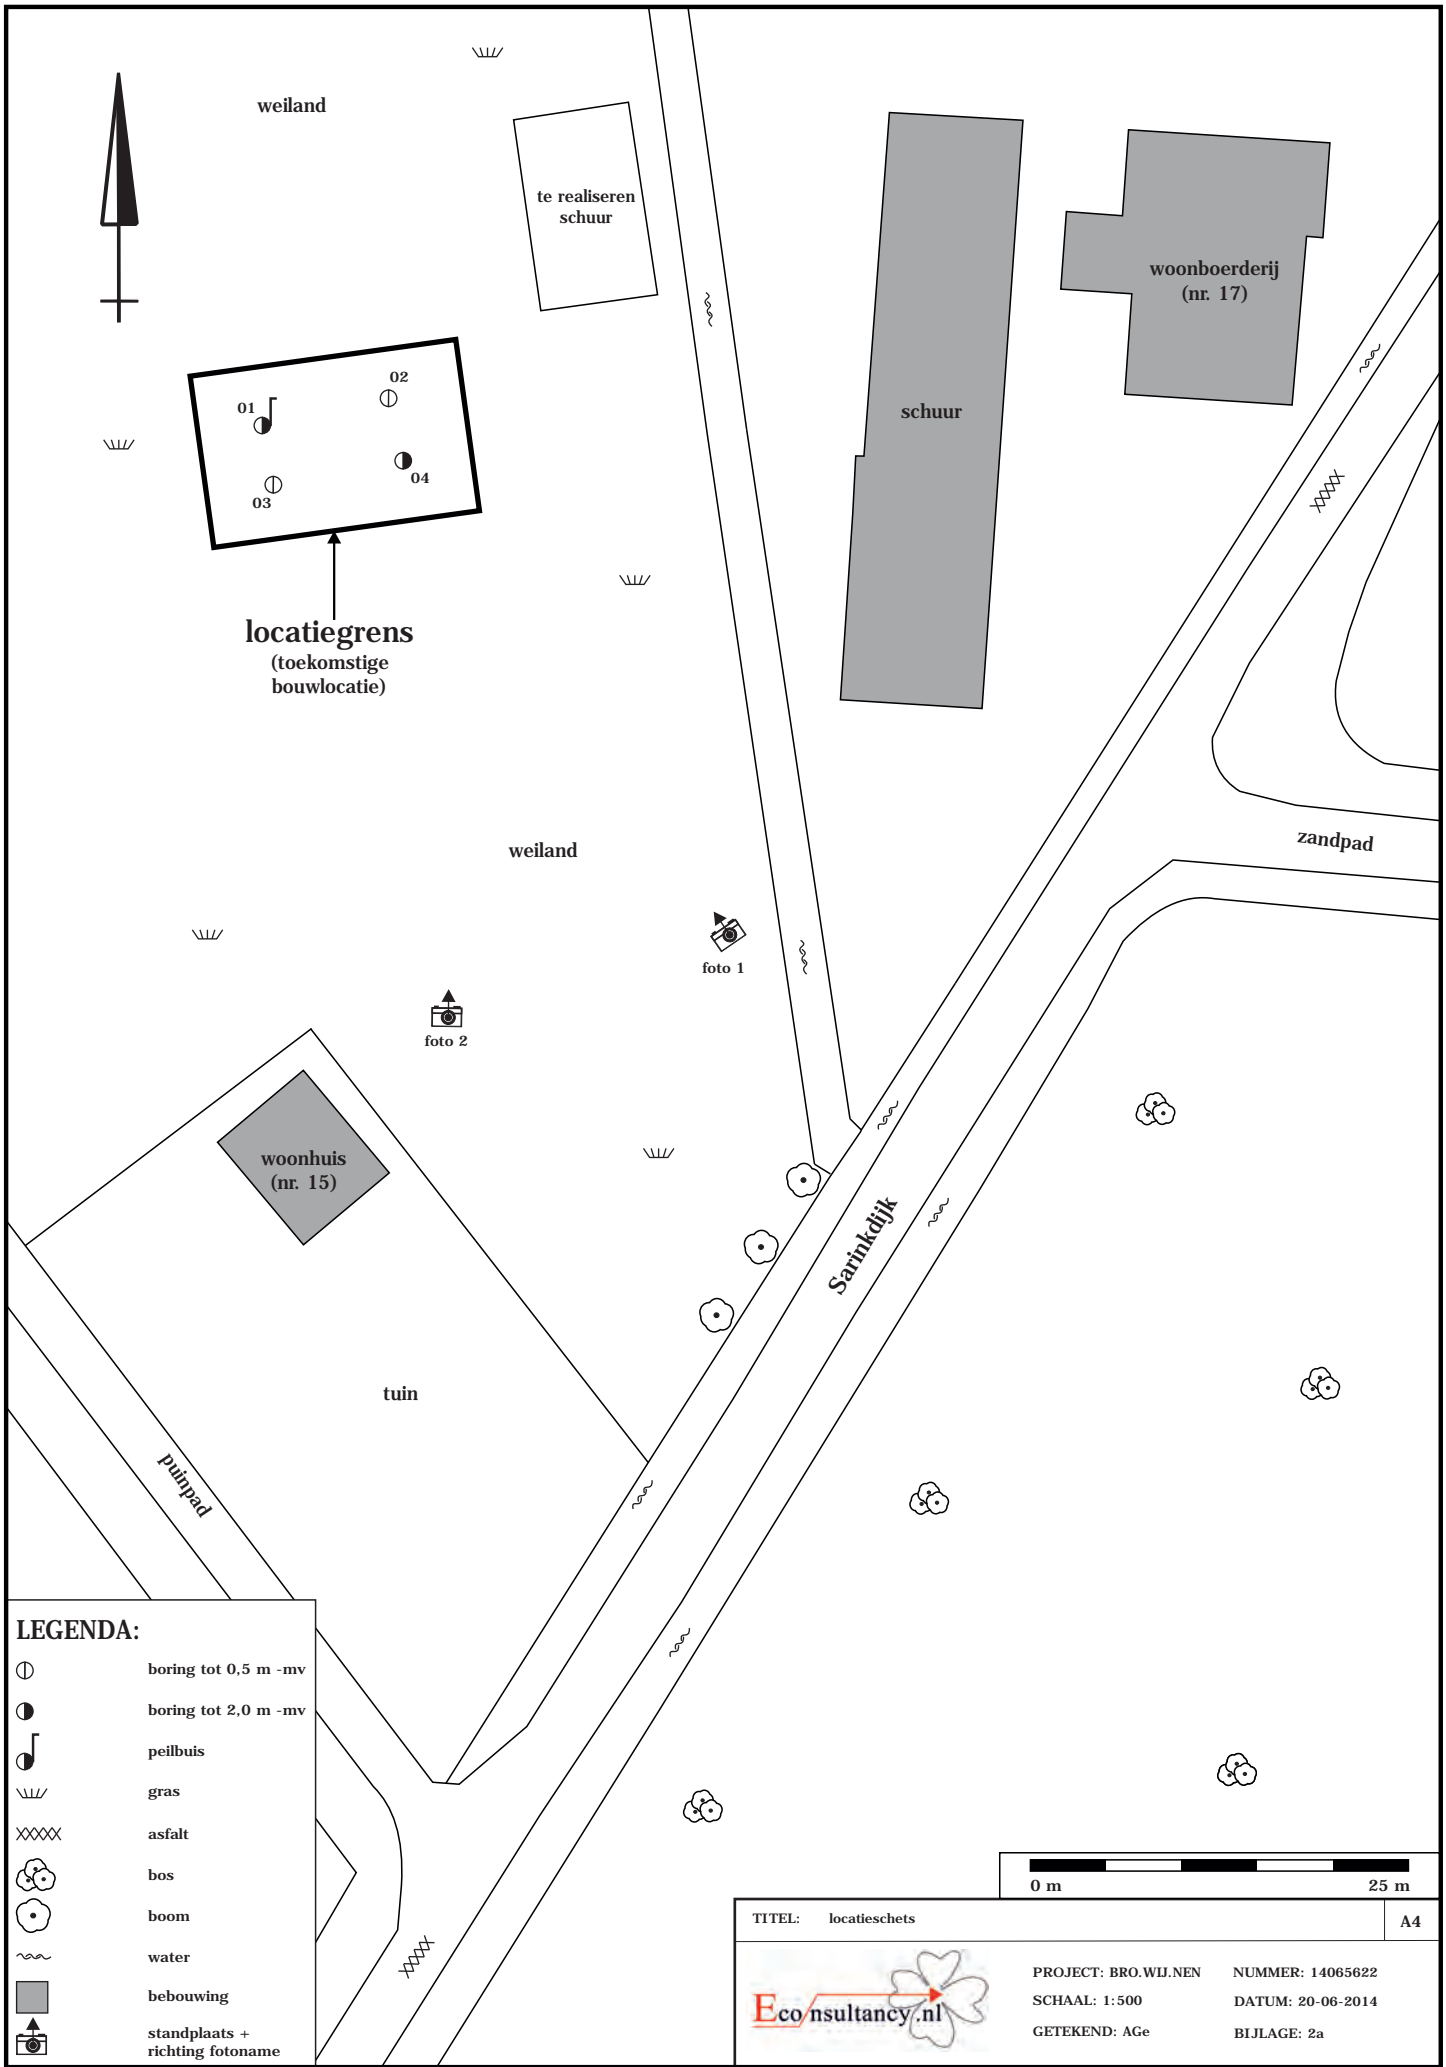 weiland
te realiseren
schuur
woonboerderij
(nr. 17)
schuur
01
02
03
04
locatiegrens
(toekomstige
bouwlocatie)
weiland
zandpad
foto 1
foto 2
woonhuis
(nr. 15)
Sarinkdijk
tuin
puinpad
LEGENDA:
boring tot 0,5 m -mv
boring tot 2,0 m -mv
peilbuis
gras
asfalt
bos
boom
water
bebouwing
standplaats +
richting fotoname
0 m 25 m
TITEL: locatieschets A4
Econsultancy.nl
PROJECT: BRO.WIJ.NEN NUMMER: 14065622
SCHAAL: 1:500 DATUM: 20-06-2014
GETEKEND: AGe BIJLAGE: 2a